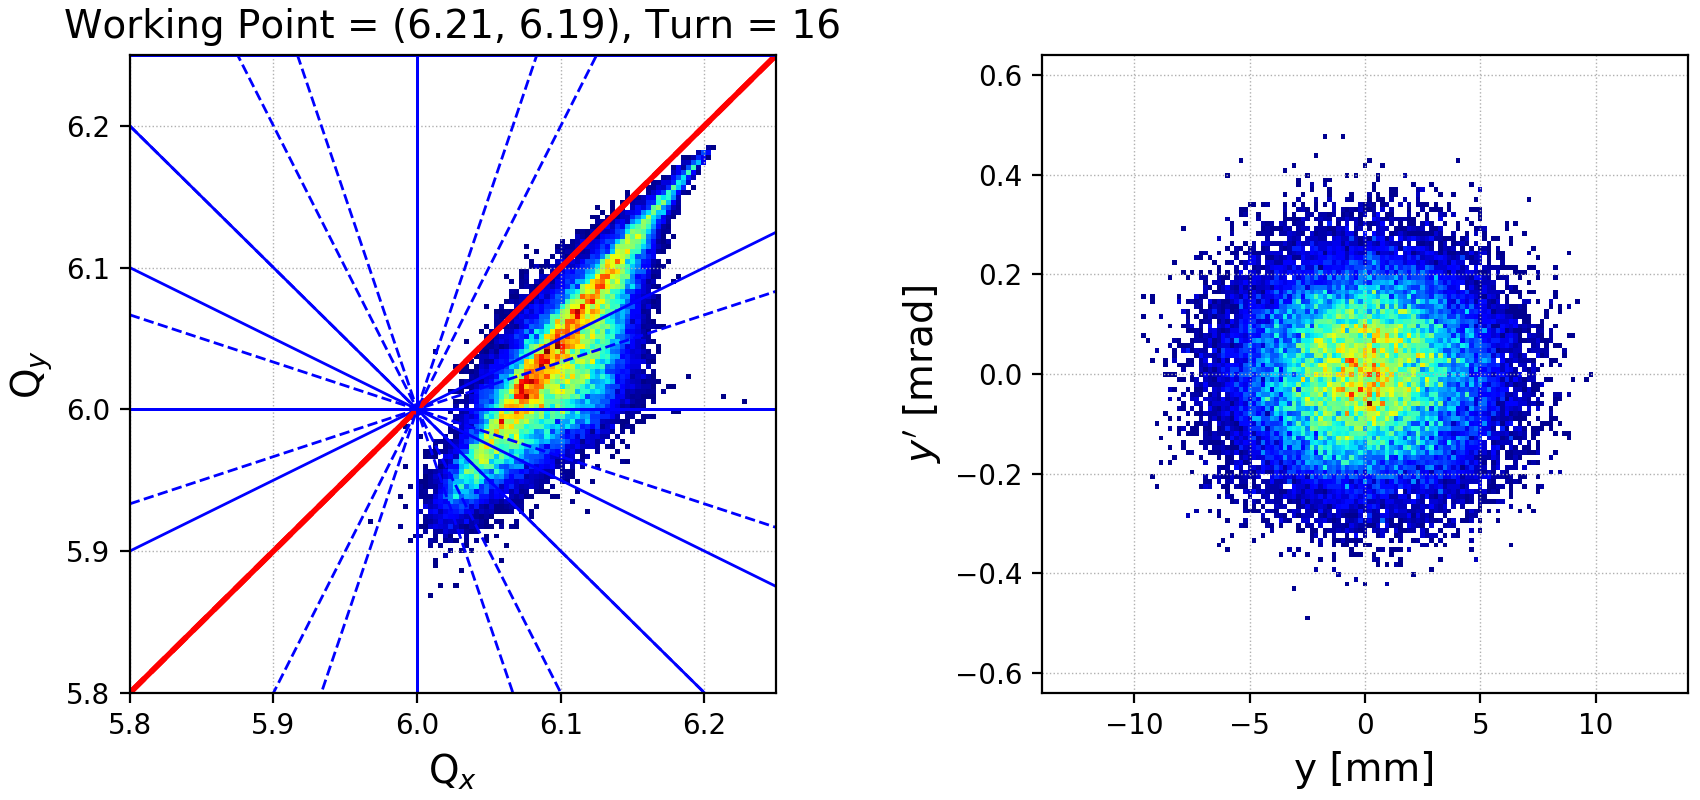 Working Point = (6.21, 6.19), Turn = 16
6.2
6.1
6.0
5.9
5.8
Qy
5.8 5.9 6.0 6.1 6.2
Qx
0.6
0.4
0.2
0.0
−0.2
−0.4
−0.6
y′ [mrad]
−10 −5 0 5 10
y [mm]